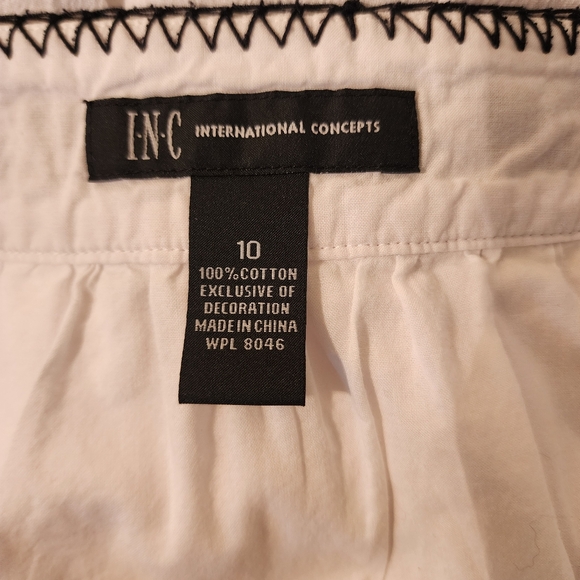 I·N·C INTERNATIONAL CONCEPTS
10
100% COTTON
EXCLUSIVE OF
DECORATION
MADE IN CHINA
WPL 8046